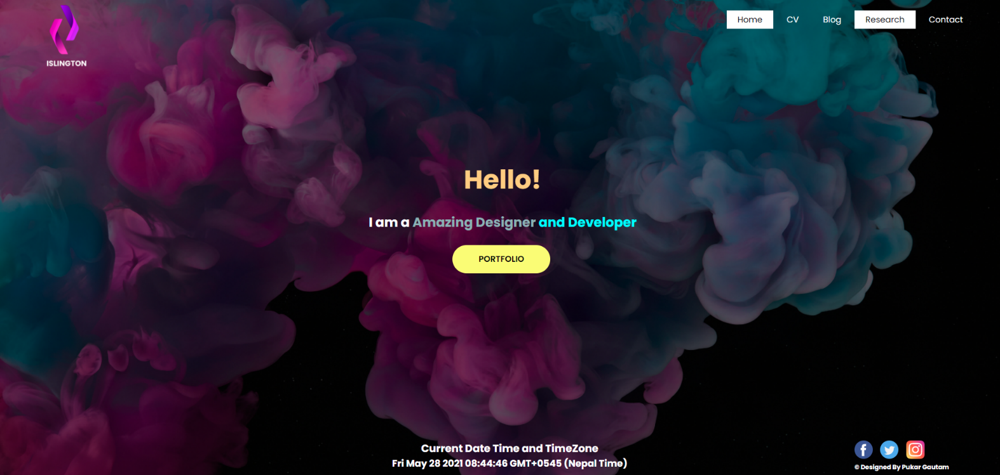 ISLINGTON
Home CV Blog Research Contact
Hello!
I am a Amazing Designer and Developer
PORTFOLIO
Current Date Time and TimeZone
Fri May 28 2021 08:44:46 GMT+0545 (Nepal Time)
© Designed By Pukar Gautam